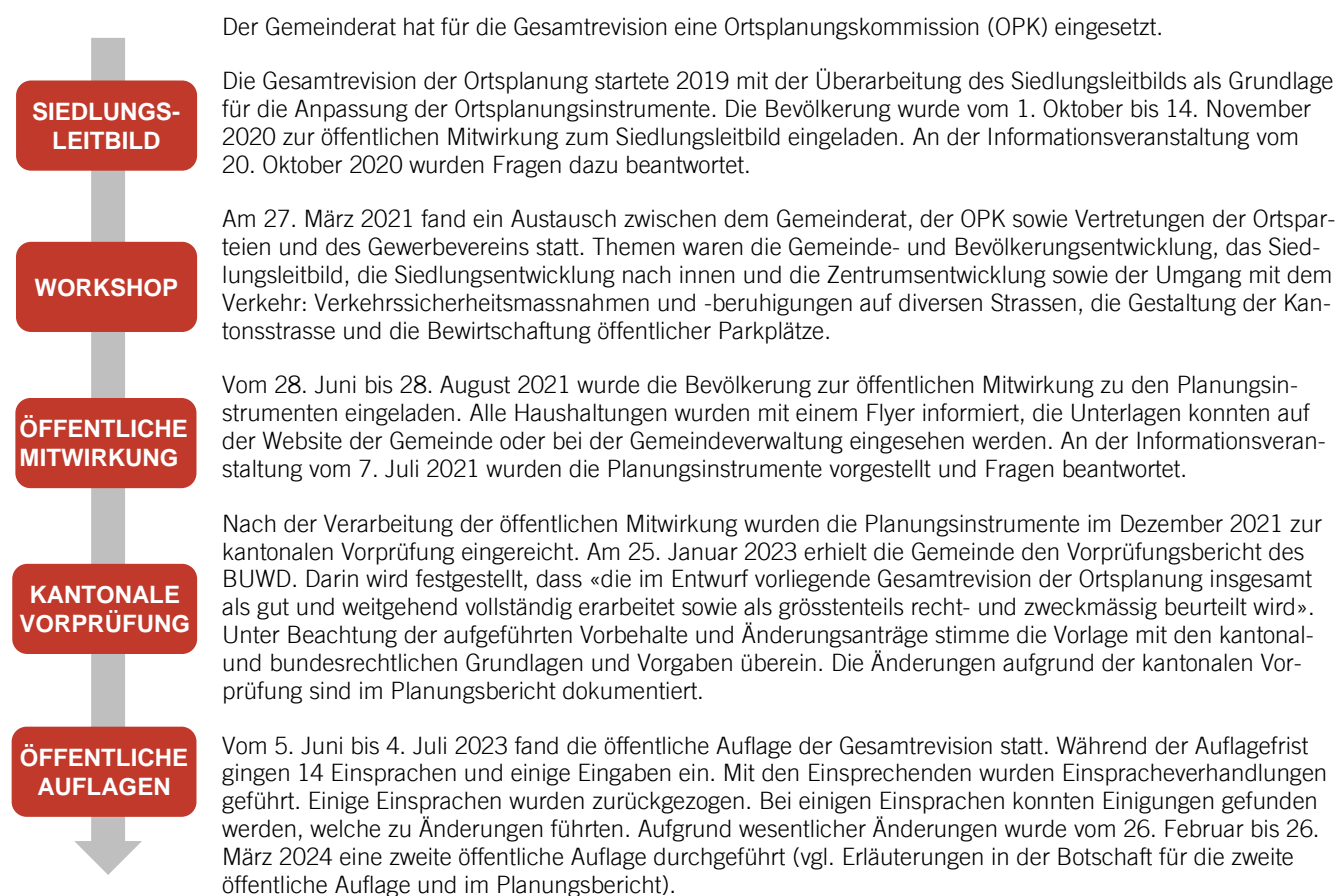 Der Gemeinderat hat für die Gesamtrevision eine Ortsplanungskommission (OPK) eingesetzt.
SIEDLUNGS-
LEITBILD
Die Gesamtrevision der Ortsplanung startete 2019 mit der Überarbeitung des Siedlungsleitbilds als Grundlage
für die Anpassung der Ortsplanungsinstrumente. Die Bevölkerung wurde vom 1. Oktober bis 14. November
2020 zur öffentlichen Mitwirkung zum Siedlungsleitbild eingeladen. An der Informationsveranstaltung vom
20. Oktober 2020 wurden Fragen dazu beantwortet.
WORKSHOP
Am 27. März 2021 fand ein Austausch zwischen dem Gemeinderat, der OPK sowie Vertretungen der Ortspar-
teien und des Gewerbevereins statt. Themen waren die Gemeinde- und Bevölkerungsentwicklung, das Sied-
lungsleitbild, die Siedlungsentwicklung nach innen und die Zentrumsentwicklung sowie der Umgang mit dem
Verkehr: Verkehrssicherheitsmassnahmen und -beruhigungen auf diversen Strassen, die Gestaltung der Kan-
tonsstrasse und die Bewirtschaftung öffentlicher Parkplätze.
ÖFFENTLICHE
MITWIRKUNG
Vom 28. Juni bis 28. August 2021 wurde die Bevölkerung zur öffentlichen Mitwirkung zu den Planungsin-
strumenten eingeladen. Alle Haushaltungen wurden mit einem Flyer informiert, die Unterlagen konnten auf
der Website der Gemeinde oder bei der Gemeindeverwaltung eingesehen werden. An der Informationsveran-
staltung vom 7. Juli 2021 wurden die Planungsinstrumente vorgestellt und Fragen beantwortet.
KANTONALE
VORPRÜFUNG
Nach der Verarbeitung der öffentlichen Mitwirkung wurden die Planungsinstrumente im Dezember 2021 zur
kantonalen Vorprüfung eingereicht. Am 25. Januar 2023 erhielt die Gemeinde den Vorprüfungsbericht des
BUWD. Darin wird festgestellt, dass «die im Entwurf vorliegende Gesamtrevision der Ortsplanung insgesamt
als gut und weitgehend vollständig erarbeitet sowie als grösstenteils recht- und zweckmässig beurteilt wird».
Unter Beachtung der aufgeführten Vorbehalte und Änderungsanträge stimme die Vorlage mit den kantonal-
und bundesrechtlichen Grundlagen und Vorgaben überein. Die Änderungen aufgrund der kantonalen Vor-
prüfung sind im Planungsbericht dokumentiert.
ÖFFENTLICHE
AUFLAGEN
Vom 5. Juni bis 4. Juli 2023 fand die öffentliche Auflage der Gesamtrevision statt. Während der Auflagefrist
gingen 14 Einsprachen und einige Eingaben ein. Mit den Einsprechenden wurden Einspracheverhandlungen
geführt. Einige Einsprachen wurden zurückgezogen. Bei einigen Einsprachen konnten Einigungen gefunden
werden, welche zu Änderungen führten. Aufgrund wesentlicher Änderungen wurde vom 26. Februar bis 26.
März 2024 eine zweite öffentliche Auflage durchgeführt (vgl. Erläuterungen in der Botschaft für die zweite
öffentliche Auflage und im Planungsbericht).